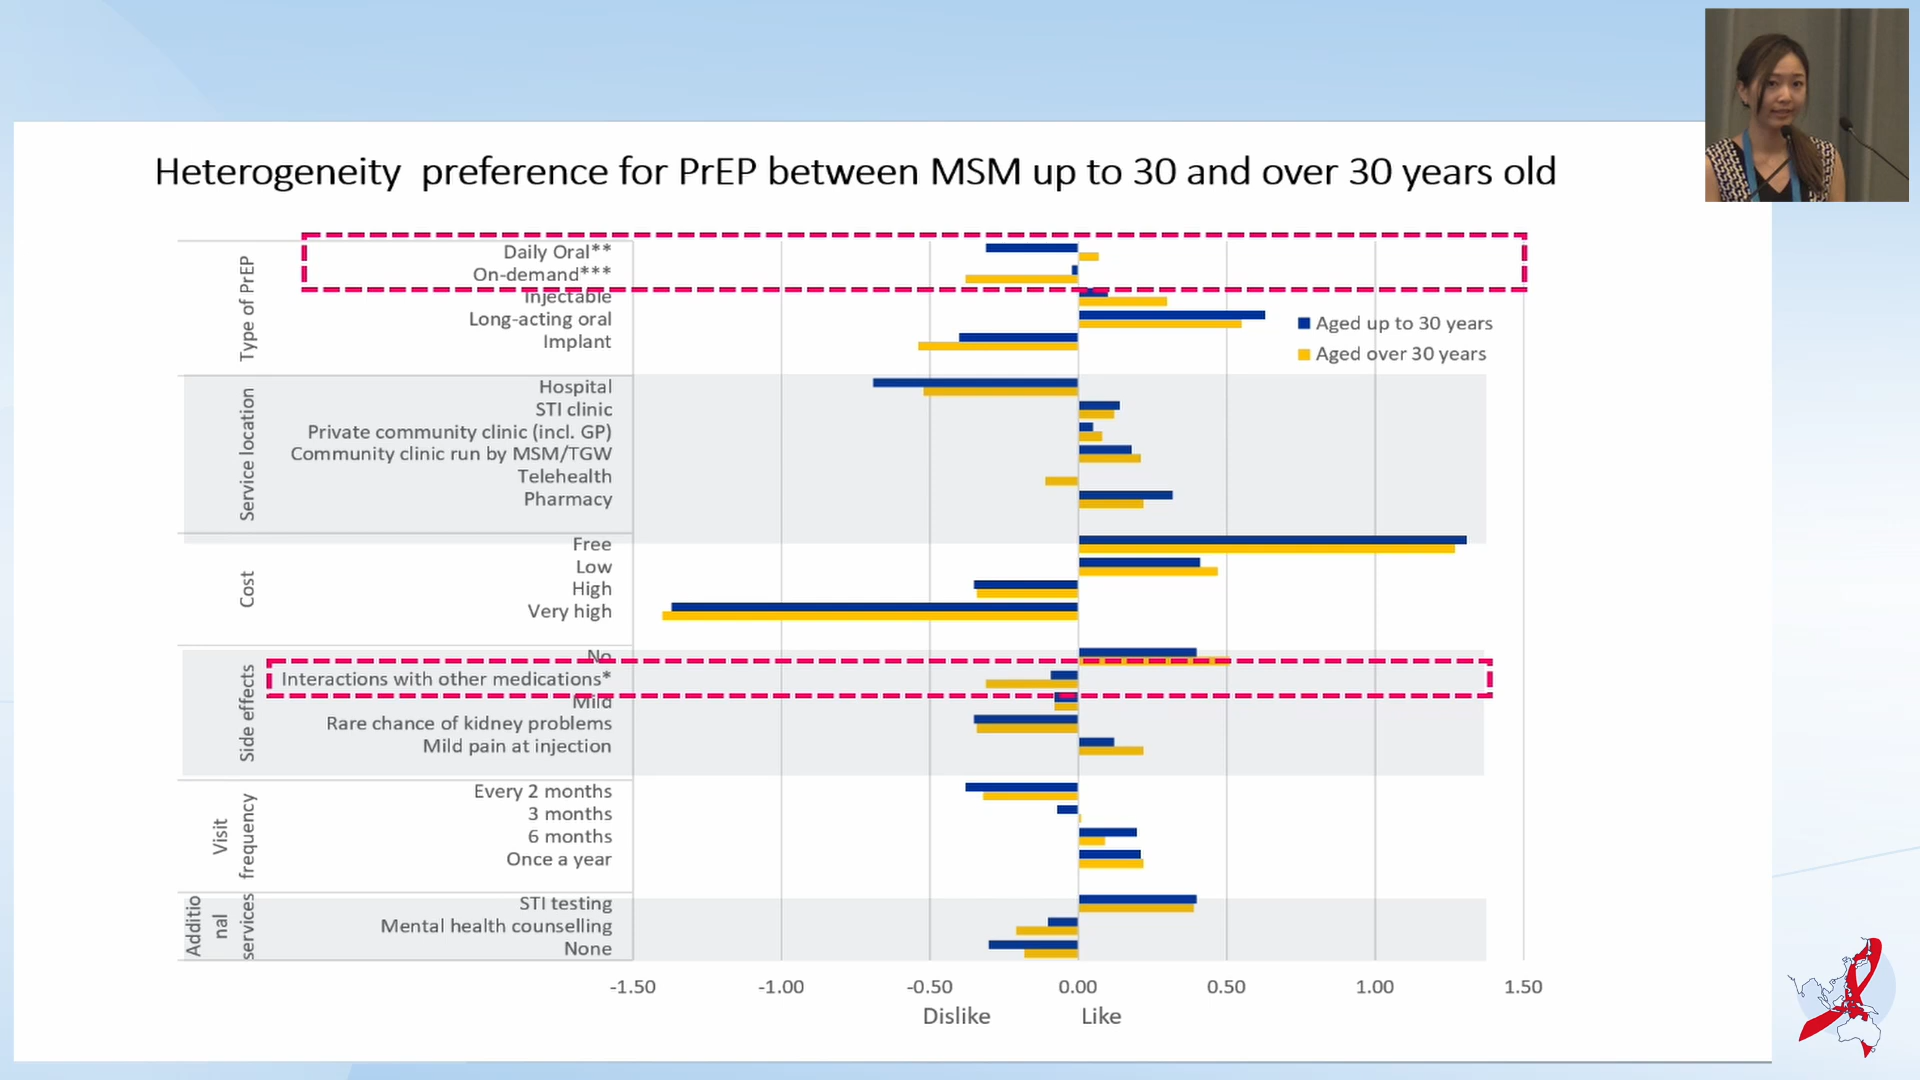 Heterogeneity preference for PrEP between MSM up to 30 and over 30 years old
Type of PrEP
Daily Oral**
On-demand***
Injectable
Long-acting oral
Implant
Aged up to 30 years
Aged over 30 years
Service location
Hospital
STI clinic
Private community clinic (incl. GP)
Community clinic run by MSM/TGW
Telehealth
Pharmacy
Cost
Free
Low
High
Very high
Side effects
No
Interactions with other medications*
Mild
Rare chance of kidney problems
Mild pain at injection
Visit
frequency
Every 2 months
3 months
6 months
Once a year
Additio
nal
services
STI testing
Mental health counselling
None
-1.50 -1.00 -0.50 0.00 0.50 1.00 1.50
Dislike Like